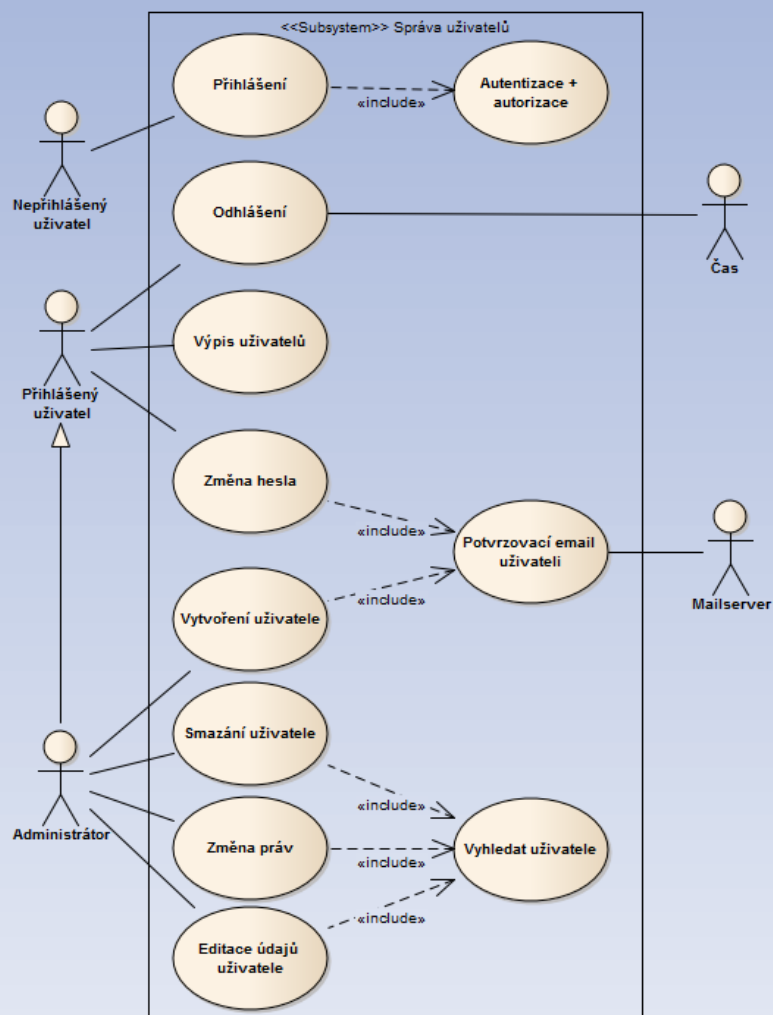 <<Subsystem>> Správa uživatelů
Přihlášení
«include»
Autentizace +
autorizace
Nepřihlášený
uživatel
Odhlášení
Čas
Výpis uživatelů
Přihlášený
uživatel
Změna hesla
«include»
Potvrzovací email
uživateli
Mailserver
«include»
Vytvoření uživatele
Smazání uživatele
«include»
Administrátor
Změna práv
«include»
Vyhledat uživatele
«include»
Editace údajů
uživatele